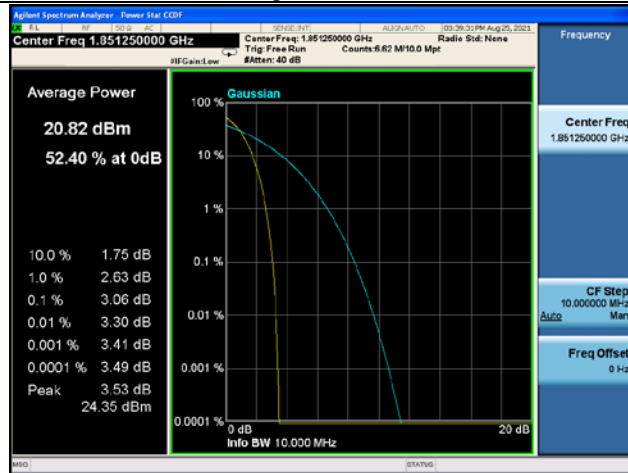 Agilent Spectrum Analyzer - Power Stat CCDF
RL RF 50 Ω AC SENSE:INT ALIGNAUTO 03:39:31 PM Aug 25, 2021
Center Freq 1.851250000 GHz
Center Freq: 1.851250000 GHz Radio Std: None
Trig: Free Run Counts:6.62 M/10.0 Mpt
#IFGain:Low #Atten: 40 dB
Frequency
Average Power
20.82 dBm
52.40 % at 0dB
10.0 % 1.75 dB
1.0 % 2.63 dB
0.1 % 3.06 dB
0.01 % 3.30 dB
0.001 % 3.41 dB
0.0001 % 3.49 dB
Peak 3.53 dB
24.35 dBm
Gaussian
100 %
10 %
1 %
0.1 %
0.01 %
0.001 %
0.0001 %
0 dB 20 dB
Info BW 10.000 MHz
Center Freq
1.851250000 GHz
CF Step
10.000000 MHz
Auto Man
Freq Offset
0 Hz
MSG STATUS